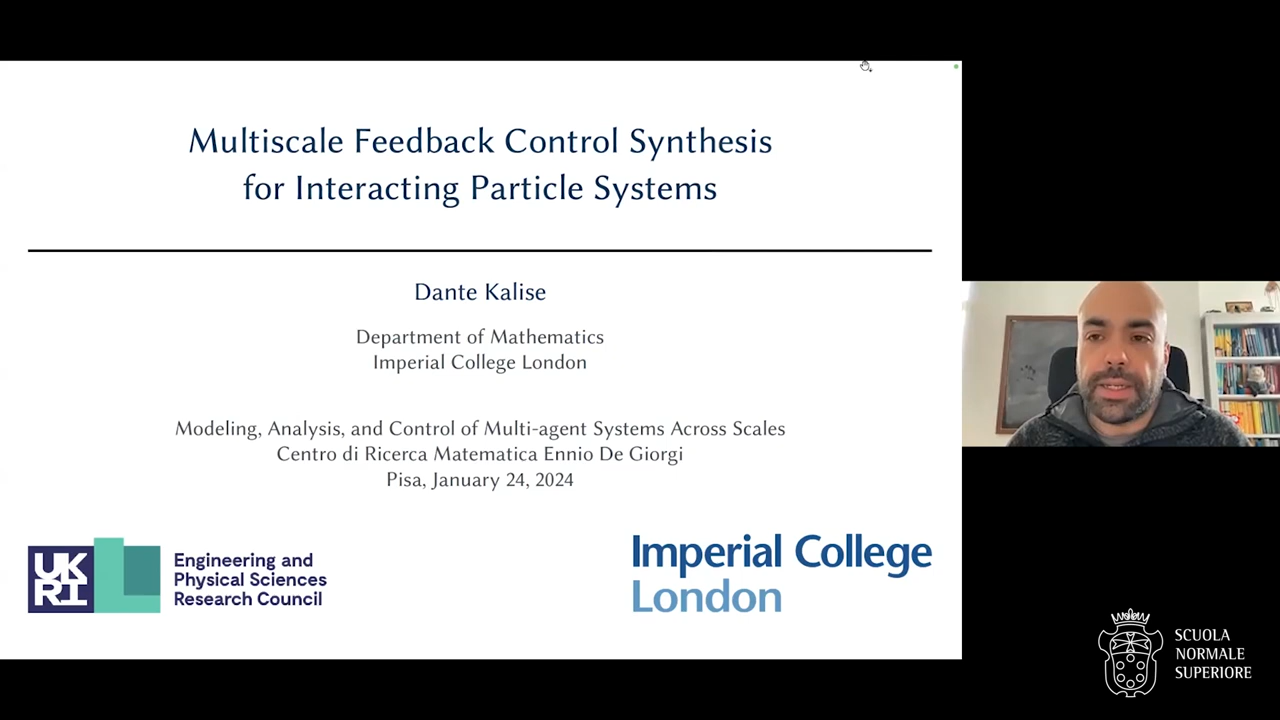 Multiscale Feedback Control Synthesis
for Interacting Particle Systems
Dante Kalise
Department of Mathematics
Imperial College London
Modeling, Analysis, and Control of Multi-agent Systems Across Scales
Centro di Ricerca Matematica Ennio De Giorgi
Pisa, January 24, 2024
UK
RI
Engineering and
Physical Sciences
Research Council
Imperial College
London
SCUOLA
NORMALE
SUPERIORE